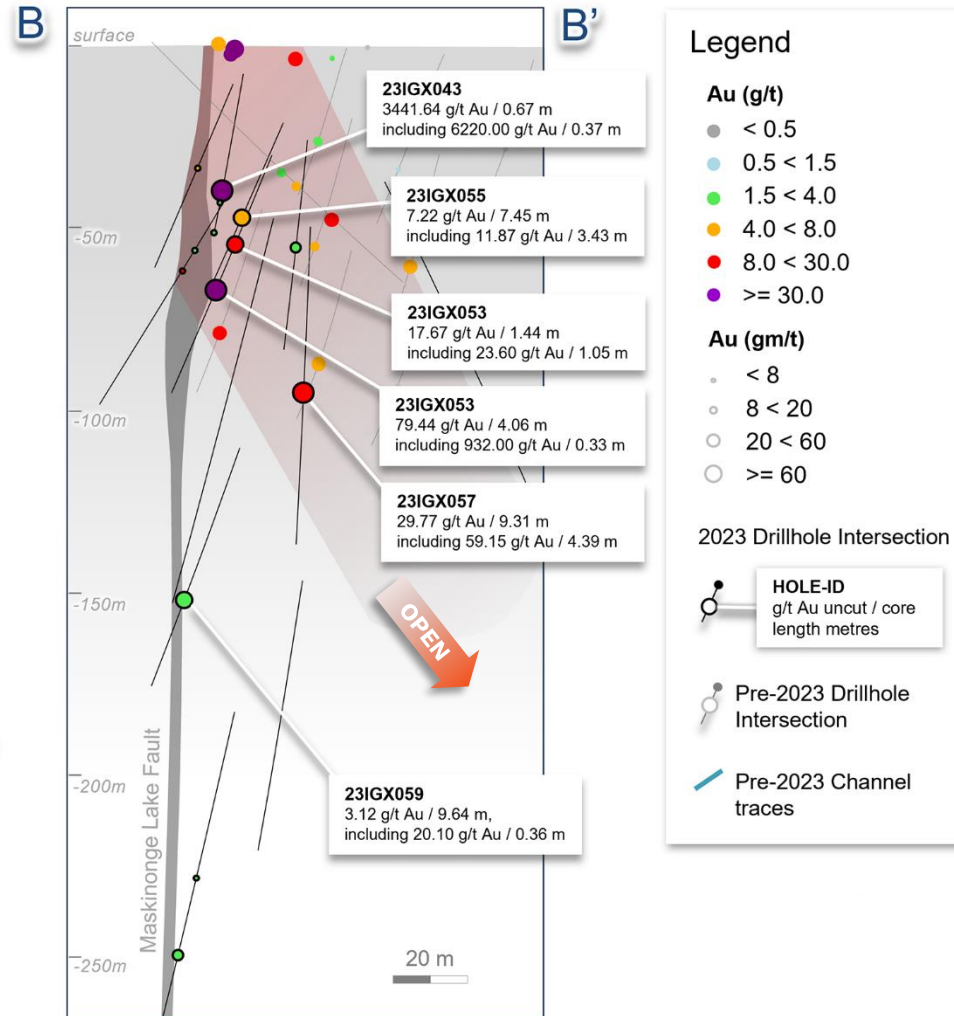 B
B'
surface
-50m
-100m
-150m
-200m
-250m
23IGX043
3441.64 g/t Au / 0.67 m
including 6220.00 g/t Au / 0.37 m
23IGX055
7.22 g/t Au / 7.45 m
including 11.87 g/t Au / 3.43 m
23IGX053
17.67 g/t Au / 1.44 m
including 23.60 g/t Au / 1.05 m
23IGX053
79.44 g/t Au / 4.06 m
including 932.00 g/t Au / 0.33 m
23IGX057
29.77 g/t Au / 9.31 m
including 59.15 g/t Au / 4.39 m
OPEN
23IGX059
3.12 g/t Au / 9.64 m,
including 20.10 g/t Au / 0.36 m
Maskinonge Lake Fault
20 m
Legend
Au (g/t)
< 0.5
0.5 < 1.5
1.5 < 4.0
4.0 < 8.0
8.0 < 30.0
>= 30.0
Au (gm/t)
< 8
8 < 20
20 < 60
>= 60
2023 Drillhole Intersection
HOLE-ID
g/t Au uncut / core
length metres
Pre-2023 Drillhole
Intersection
Pre-2023 Channel
traces